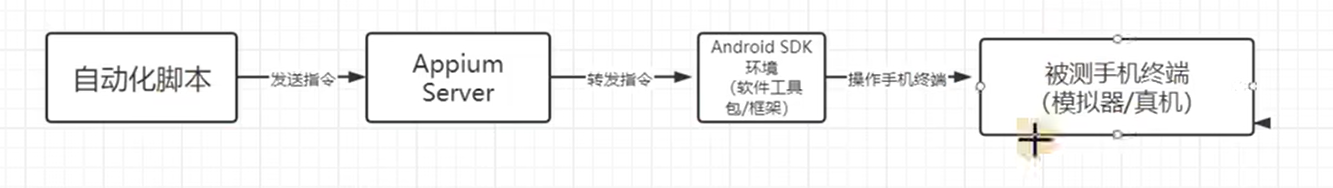 自动化脚本
发送指令
Appium
Server
转发指令
Android SDK
环境
（软件工具
包/框架）
操作手机终端
被测手机终端
（模拟器/真机）